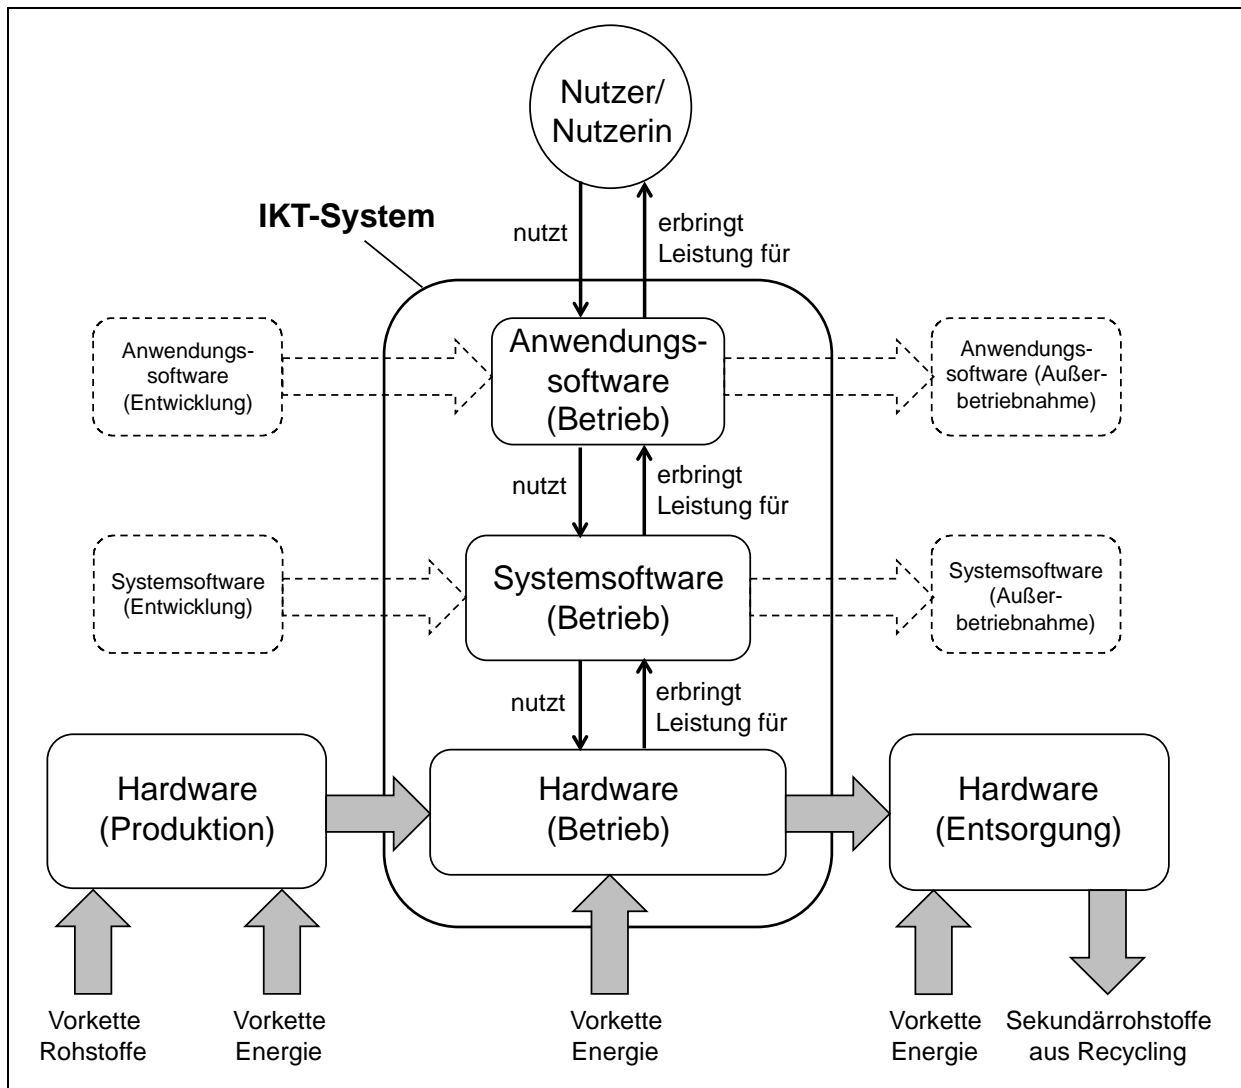 Nutzer/
Nutzerin
IKT-System
nutzt
erbringt
Leistung für
Anwendungs-
software
(Entwicklung)
Anwendungs-
software
(Betrieb)
Anwendungs-
software (Außer-
betriebnahme)
nutzt
erbringt
Leistung für
Systemsoftware
(Entwicklung)
Systemsoftware
(Betrieb)
Systemsoftware
(Außer-
betriebnahme)
nutzt
erbringt
Leistung für
Hardware
(Produktion)
Hardware
(Betrieb)
Hardware
(Entsorgung)
Vorkette
Rohstoffe
Vorkette
Energie
Vorkette
Energie
Vorkette
Energie
Sekundärrohstoffe
aus Recycling